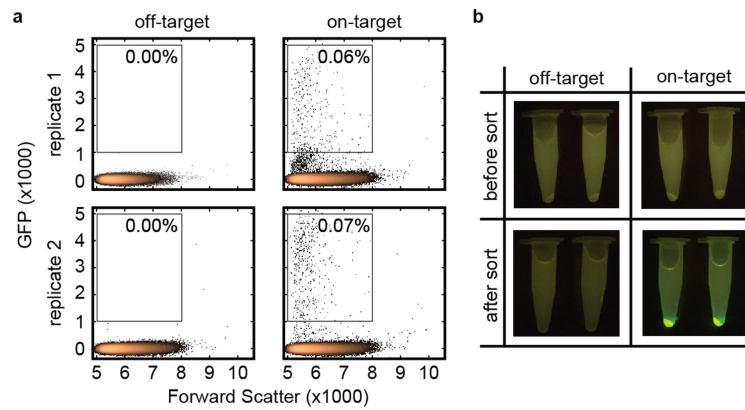 a
b
off-target
on-target
replicate 1
5
4
3
2
1
0
0.00%
0.06%
replicate 2
5
4
3
2
1
0
0.00%
0.07%
GFP (x1000)
5 6 7 8 9 10
5 6 7 8 9 10
Forward Scatter (x1000)
off-target
on-target
before sort
after sort